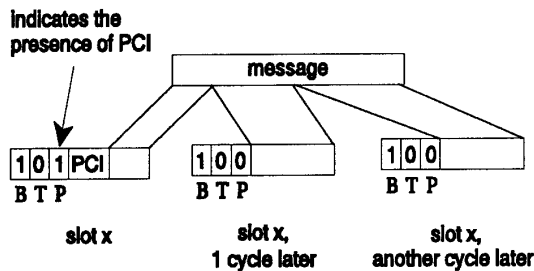 indicates the
presence of PCI
message
1 0 1 PCI
B T P
1 0 0
B T P
1 0 0
B T P
slot x
slot x,
1 cycle later
slot x,
another cycle later